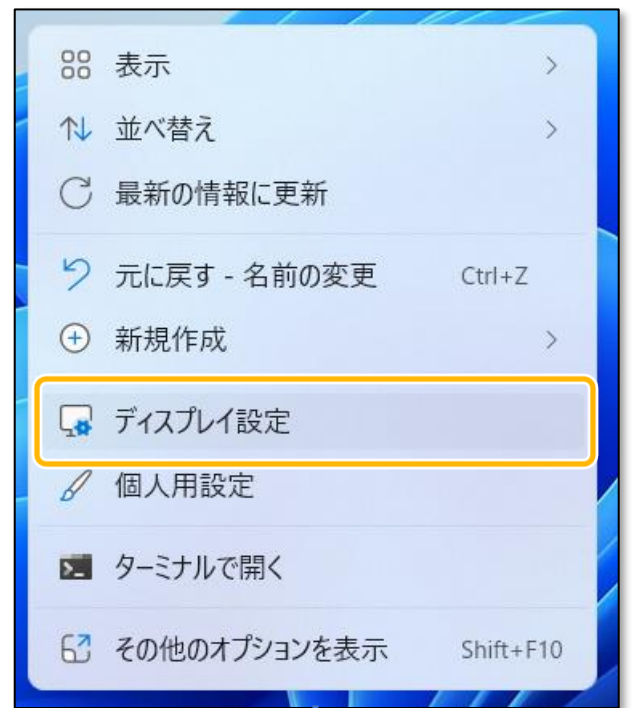 表示
並べ替え
最新の情報に更新
元に戻す - 名前の変更 Ctrl+Z
新規作成
ディスプレイ設定
個人用設定
ターミナルで開く
その他のオプションを表示 Shift+F10